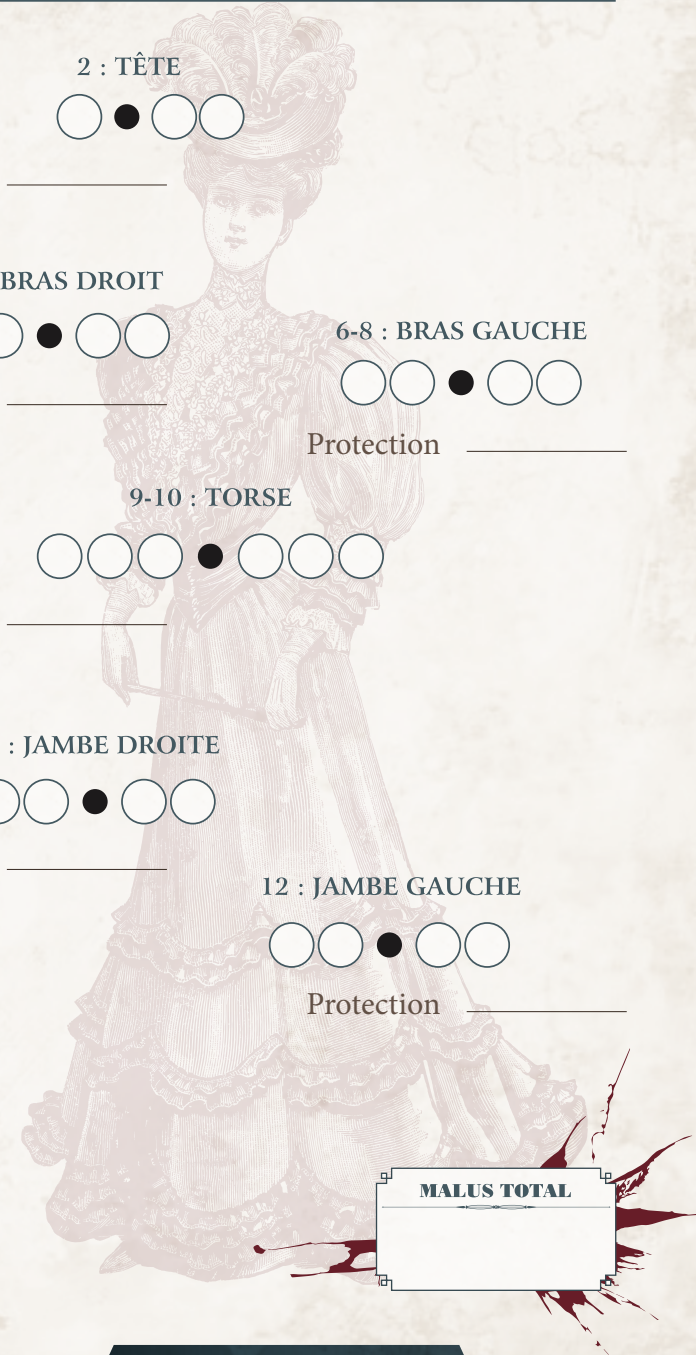 2 : TÊTE
BRAS DROIT
6-8 : BRAS GAUCHE
Protection
9-10 : TORSE
: JAMBE DROITE
12 : JAMBE GAUCHE
Protection
MALUS TOTAL